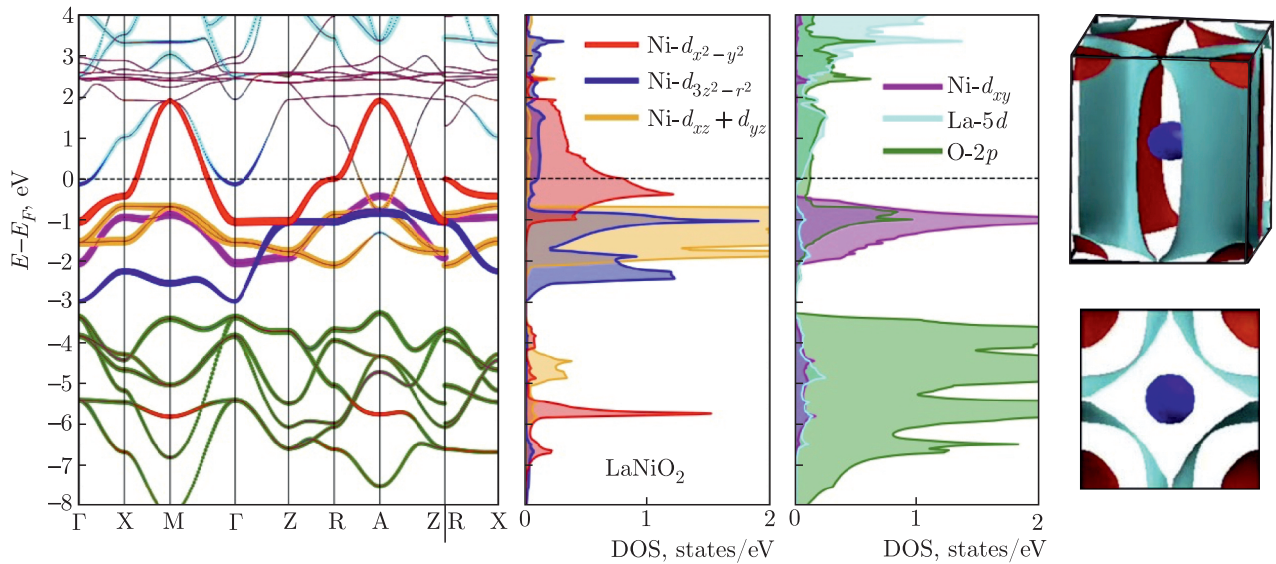 E−E_F, eV
4
3
2
1
0
−1
−2
−3
−4
−5
−6
−7
−8
Γ X M Γ Z R A Z R X
Ni-d_{x²−y²}
Ni-d_{3z²−r²}
Ni-d_{xz} + d_{yz}
LaNiO₂
0 1 2
DOS, states/eV
Ni-d_{xy}
La-5d
O-2p
0 1 2
DOS, states/eV